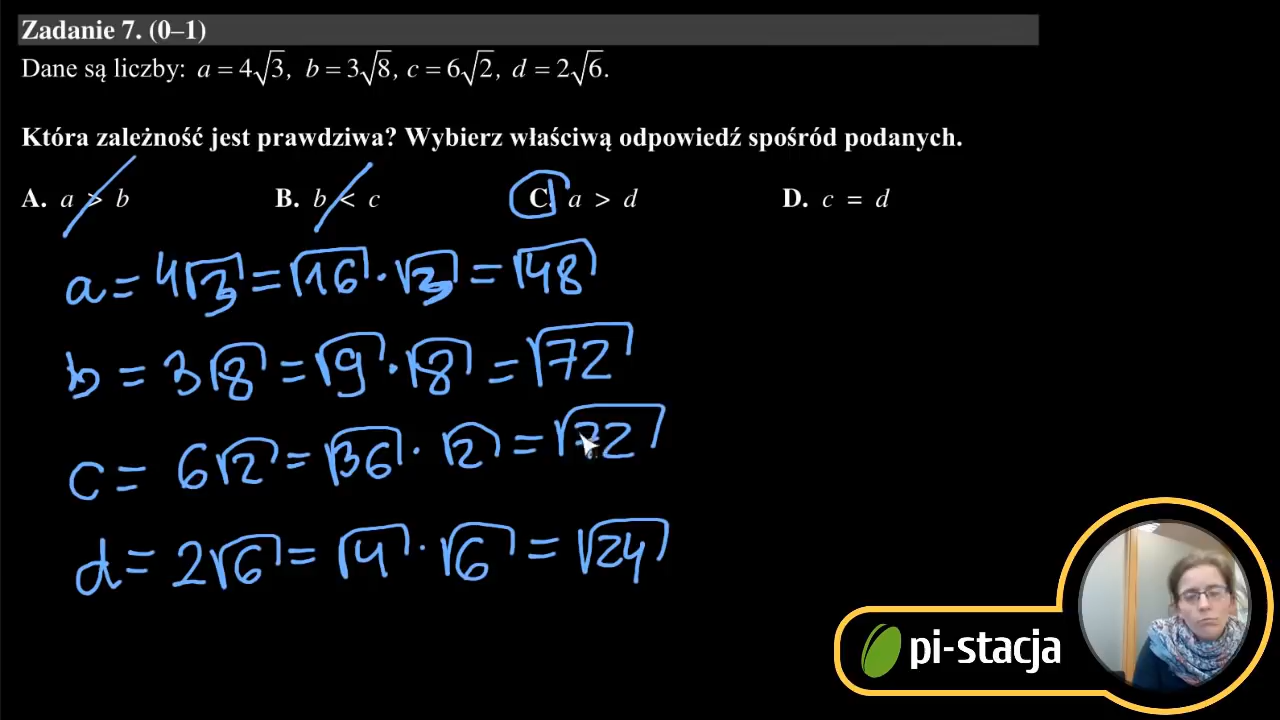 Zadanie 7. (0–1)
Dane są liczby: a = 4√3, b = 3√8, c = 6√2, d = 2√6.
Która zależność jest prawdziwa? Wybierz właściwą odpowiedź spośród podanych.
A. a > b B. b < c C. a > d D. c = d
a = 4√3 = √16 · √3 = √48
b = 3√8 = √9 · √8 = √72
c = 6√2 = √36 · √2 = √72
d = 2√6 = √4 · √6 = √24
pi-stacja